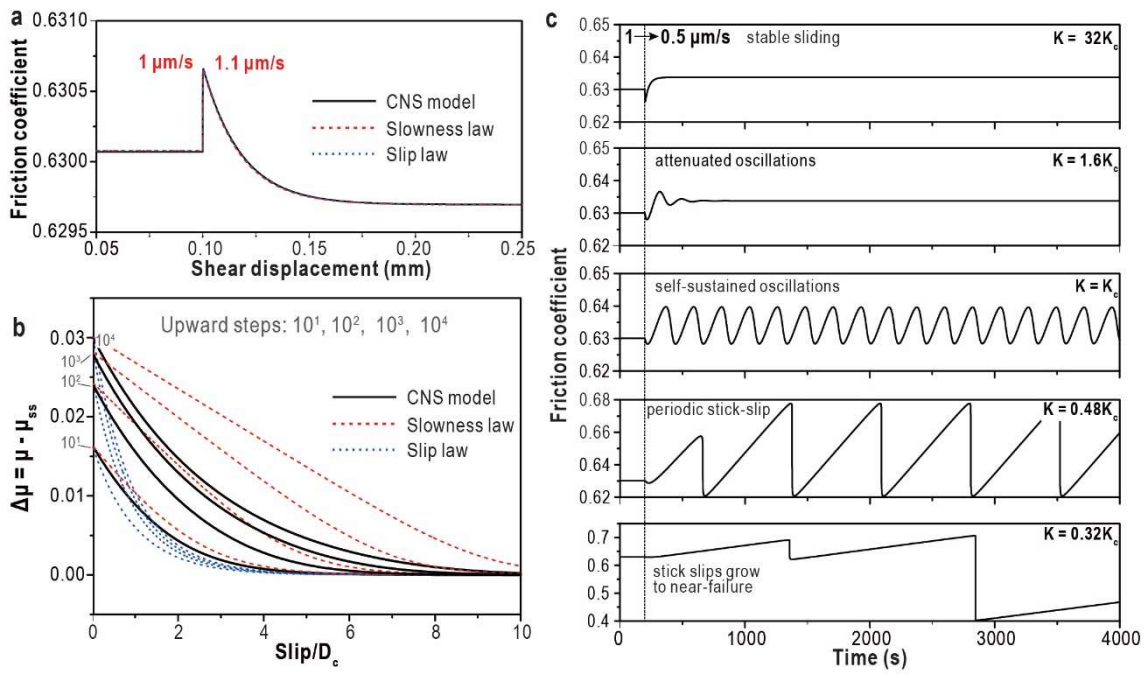 a
0.6310
0.6305
0.6300
0.6295
Friction coefficient
1 µm/s
1.1 µm/s
CNS model
Slowness law
Slip law
0.05
0.10
0.15
0.20
0.25
Shear displacement (mm)
b
Upward steps: 10¹, 10², 10³, 10⁴
0.03
0.02
0.01
0.00
10⁴
10³
10²
10¹
Δµ = µ - µss
CNS model
Slowness law
Slip law
0
2
4
6
8
10
Slip/Dc
c
Friction coefficient
0.65
0.63
0.62
1→0.5 µm/s
stable sliding
K = 32Kc
0.65
0.63
0.62
attenuated oscillations
K = 1.6Kc
0.65
0.63
0.62
self-sustained oscillations
K = Kc
0.68
0.66
0.64
0.62
periodic stick-slip
K = 0.48Kc
0.7
0.6
0.5
0.4
stick slips grow
to near-failure
K = 0.32Kc
0
1000
2000
3000
4000
Time (s)